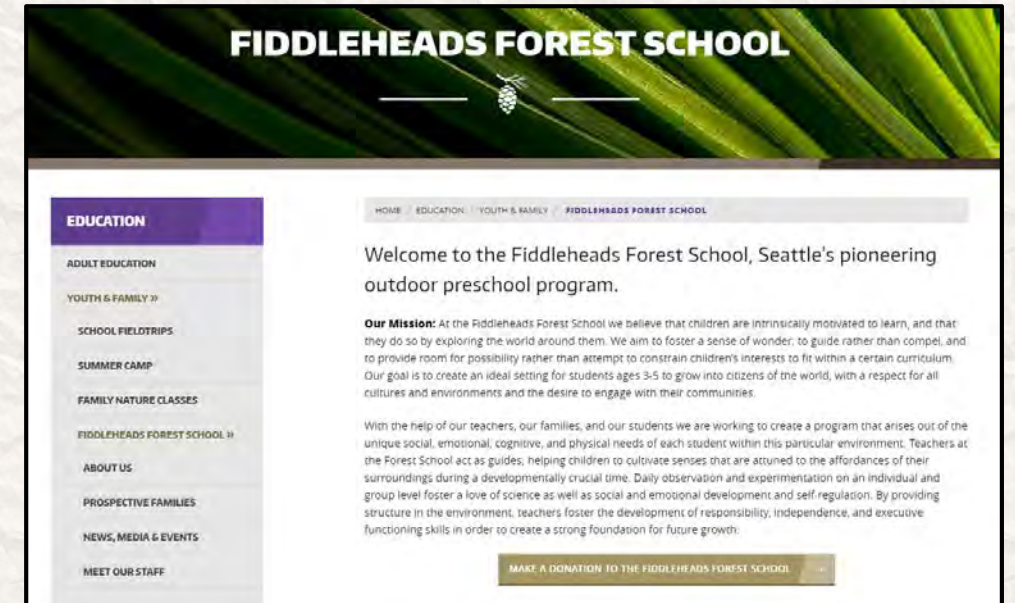 FIDDLEHEADS FOREST SCHOOL
EDUCATION
ADULT EDUCATION
YOUTH & FAMILY »
SCHOOL FIELDTRIPS
SUMMER CAMP
FAMILY NATURE CLASSES
FIDDLEHEADS FOREST SCHOOL »
ABOUT US
PROSPECTIVE FAMILIES
NEWS, MEDIA & EVENTS
MEET OUR STAFF
HOME / EDUCATION / YOUTH & FAMILY / FIDDLEHEADS FOREST SCHOOL
Welcome to the Fiddleheads Forest School, Seattle's pioneering
outdoor preschool program.
Our Mission: At the Fiddleheads Forest School we believe that children are intrinsically motivated to learn, and that
they do so by exploring the world around them. We aim to foster a sense of wonder; to guide rather than compel, and
to provide room for possibility rather than attempt to constrain children's interests to fit within a certain curriculum.
Our goal is to create an ideal setting for students ages 3-5 to grow into citizens of the world, with a respect for all
cultures and environments and the desire to engage with their communities.
With the help of our teachers, our families, and our students we are working to create a program that arises out of the
unique social, emotional, cognitive, and physical needs of each student within this particular environment. Teachers at
the Forest School act as guides, helping children to cultivate senses that are attuned to the affordances of their
surroundings during a developmentally crucial time. Daily observation and experimentation on an individual and
group level foster a love of science as well as social and emotional development and self-regulation. By providing
structure in the environment, teachers foster the development of responsibility, independence, and executive
functioning skills in order to create a strong foundation for future growth.
MAKE A DONATION TO THE FIDDLEHEADS FOREST SCHOOL